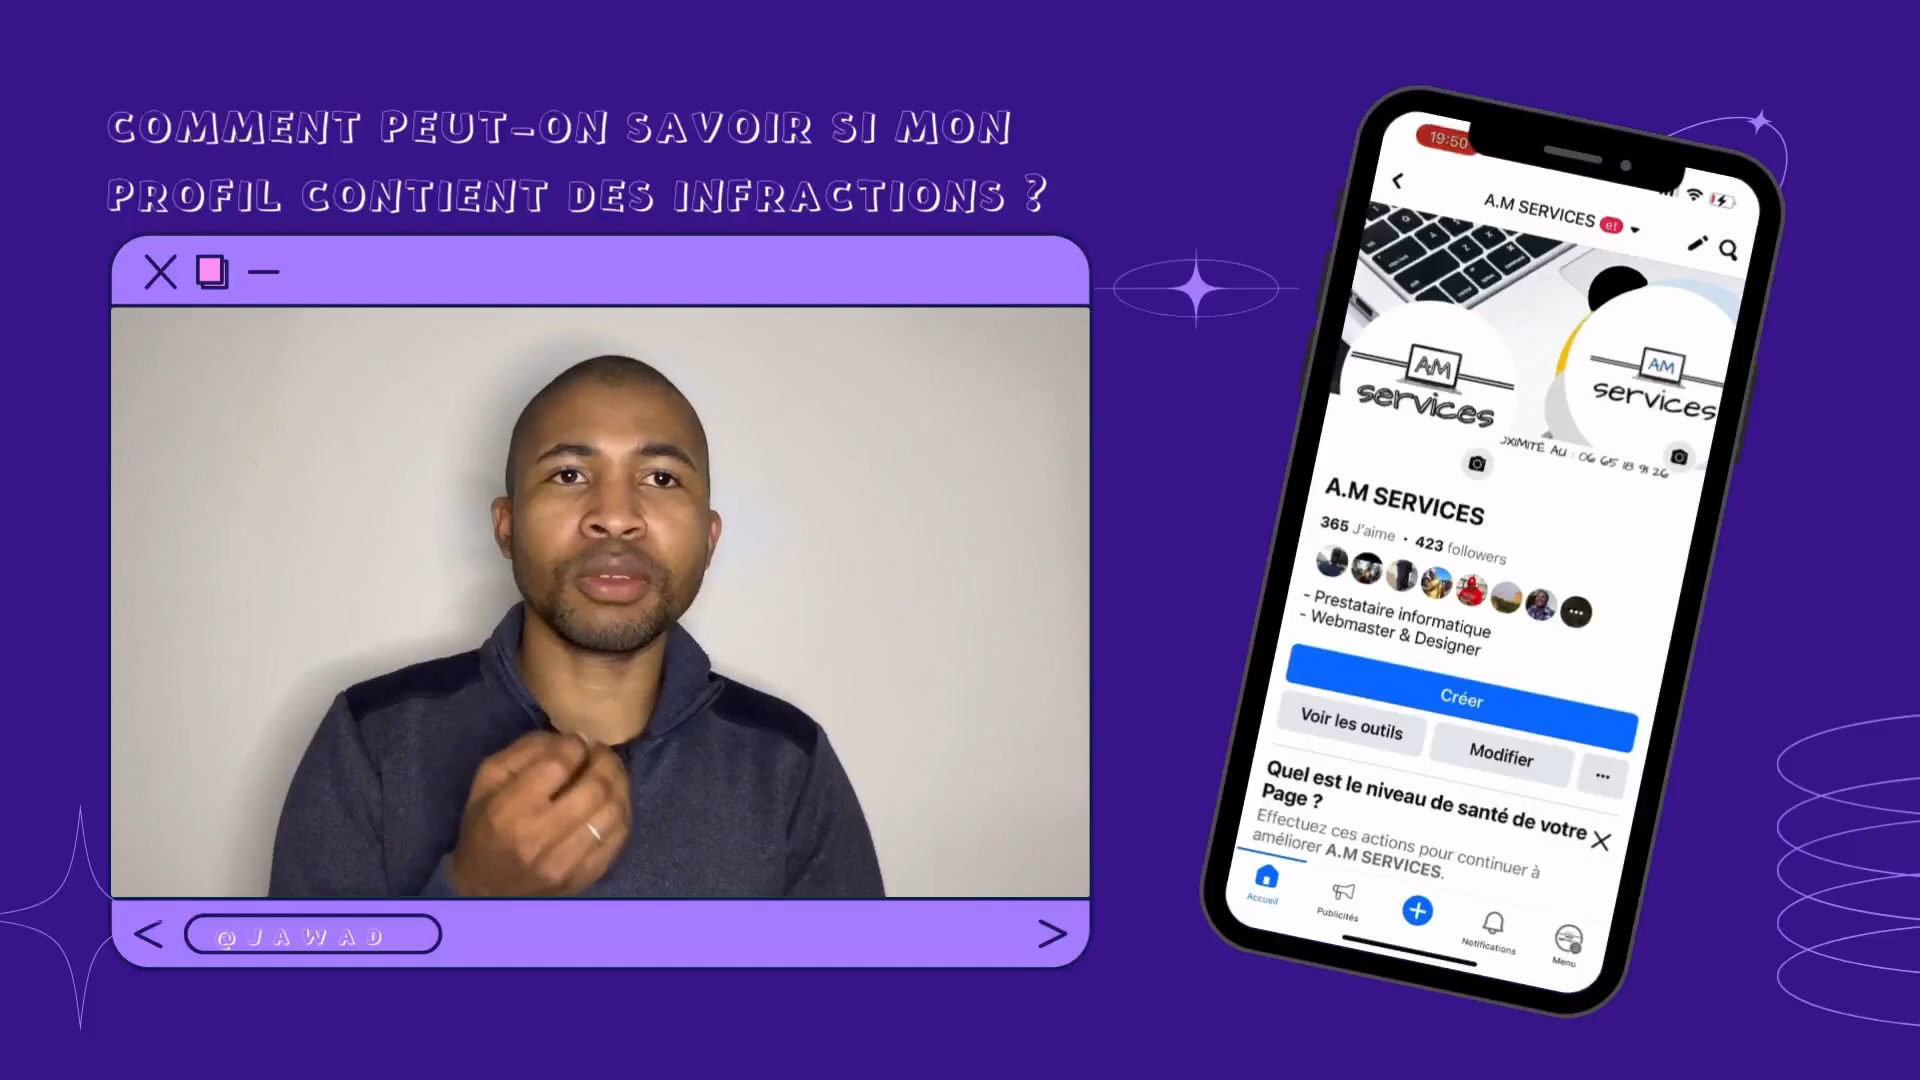 COMMENT PEUT-ON SAVOIR SI MON
PROFIL CONTIENT DES INFRACTIONS ?
@JAWAD
19:50
A.M SERVICES et
AM
services
AM
services
OXIMITÉ AU : 06 65 18 91 26
A.M SERVICES
365 J'aime · 423 followers
- Prestataire informatique
- Webmaster & Designer
Créer
Voir les outils
Modifier
Quel est le niveau de santé de votre
Page ?
Effectuez ces actions pour continuer à
améliorer A.M SERVICES.
Accueil
Publicités
Notifications
Menu